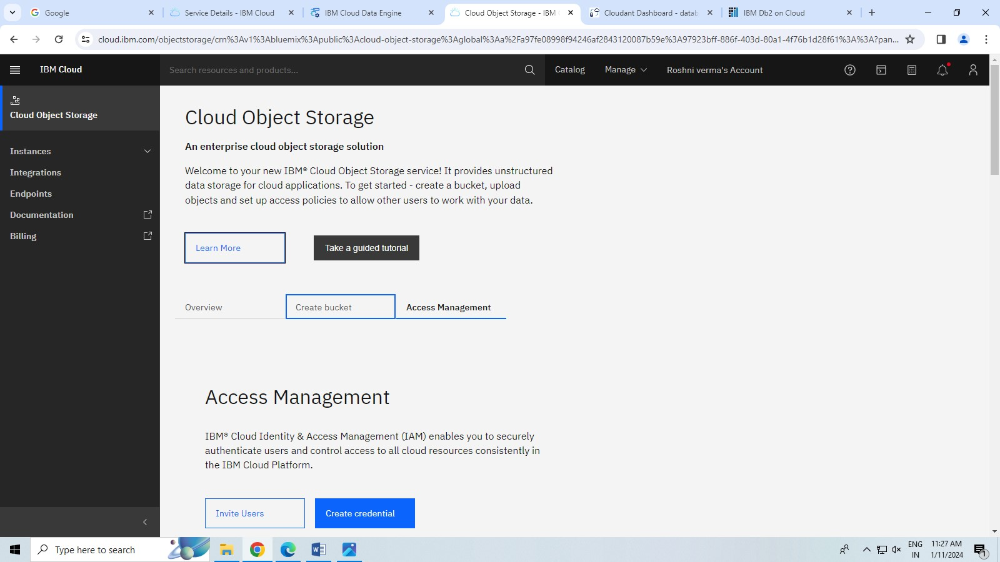 Google
Service Details - IBM Cloud
IBM Cloud Data Engine
Cloud Object Storage - IBM
Cloudant Dashboard - datab
IBM Db2 on Cloud
cloud.ibm.com/objectstorage/crn%3Av1%3Abluemix%3Apublic%3Acloud-object-storage%3Aglobal%3Aa%2Fa97fe08998f94246af2843120087b59e%3A97923bff-886f-403d-80a1-4f76b1d28f61%3A%3A?pan...
IBM Cloud
Search resources and products...
Catalog
Manage
Roshni verma's Account
Cloud Object Storage
Instances
Integrations
Endpoints
Documentation
Billing
Cloud Object Storage
An enterprise cloud object storage solution
Welcome to your new IBM® Cloud Object Storage service! It provides unstructured
data storage for cloud applications. To get started - create a bucket, upload
objects and set up access policies to allow other users to work with your data.
Learn More
Take a guided tutorial
Overview
Create bucket
Access Management
Access Management
IBM® Cloud Identity & Access Management (IAM) enables you to securely
authenticate users and control access to all cloud resources consistently in
the IBM Cloud Platform.
Invite Users
Create credential
Type here to search
ENG
IN
11:27 AM
1/11/2024
1